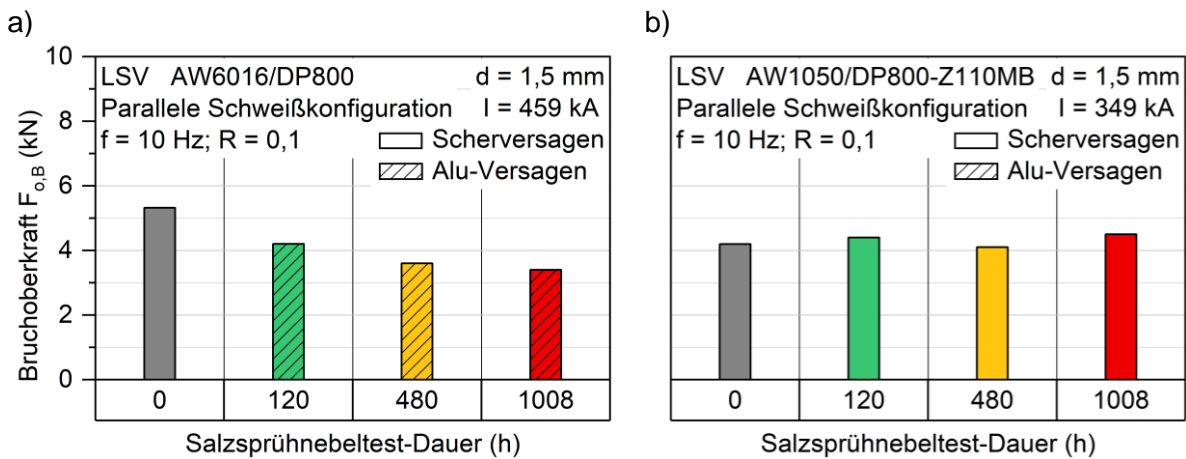 a)
10
8
6
4
2
0
Bruchoberkraft F_o,B (kN)
LSV AW6016/DP800 d = 1,5 mm
Parallele Schweißkonfiguration I = 459 kA
f = 10 Hz; R = 0,1
Scherversagen
Alu-Versagen
0 120 480 1008
Salzsprühnebeltest-Dauer (h)
b)
LSV AW1050/DP800-Z110MB d = 1,5 mm
Parallele Schweißkonfiguration I = 349 kA
f = 10 Hz; R = 0,1
Scherversagen
Alu-Versagen
0 120 480 1008
Salzsprühnebeltest-Dauer (h)